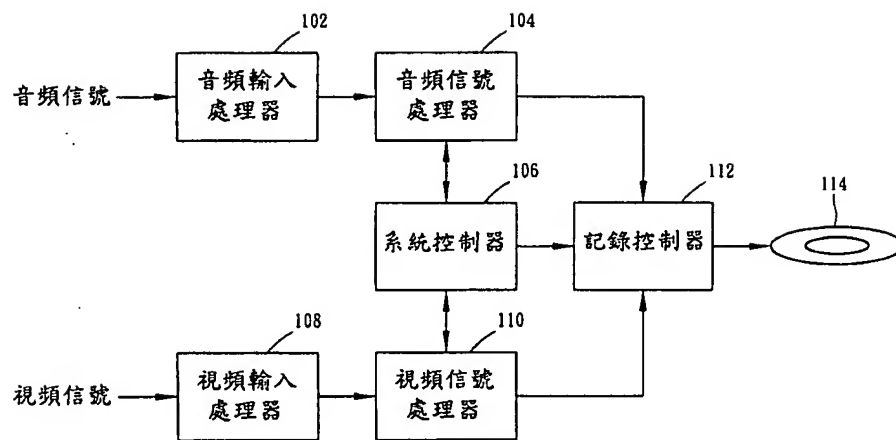 102
104
音頻信號
音頻輸入
處理器
音頻信號
處理器
106
112
114
系統控制器
記錄控制器
108
110
視頻信號
視頻輸入
處理器
視頻信號
處理器